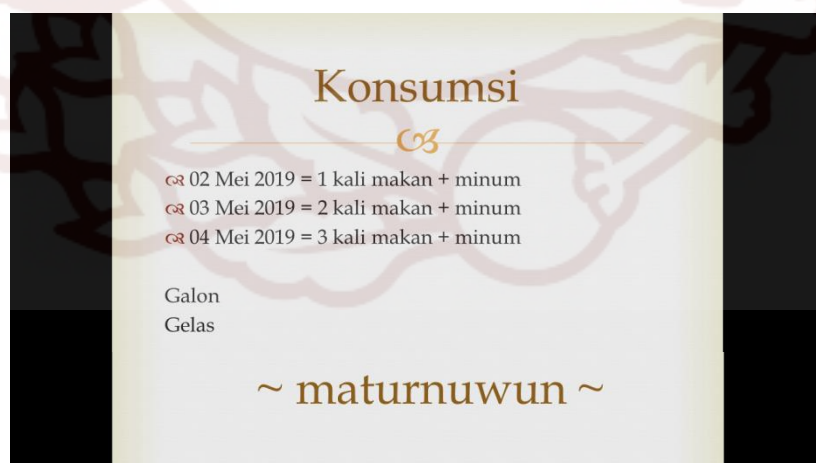 Konsumsi
02 Mei 2019 = 1 kali makan + minum
03 Mei 2019 = 2 kali makan + minum
04 Mei 2019 = 3 kali makan + minum
Galon
Gelas
~ maturnuwun ~